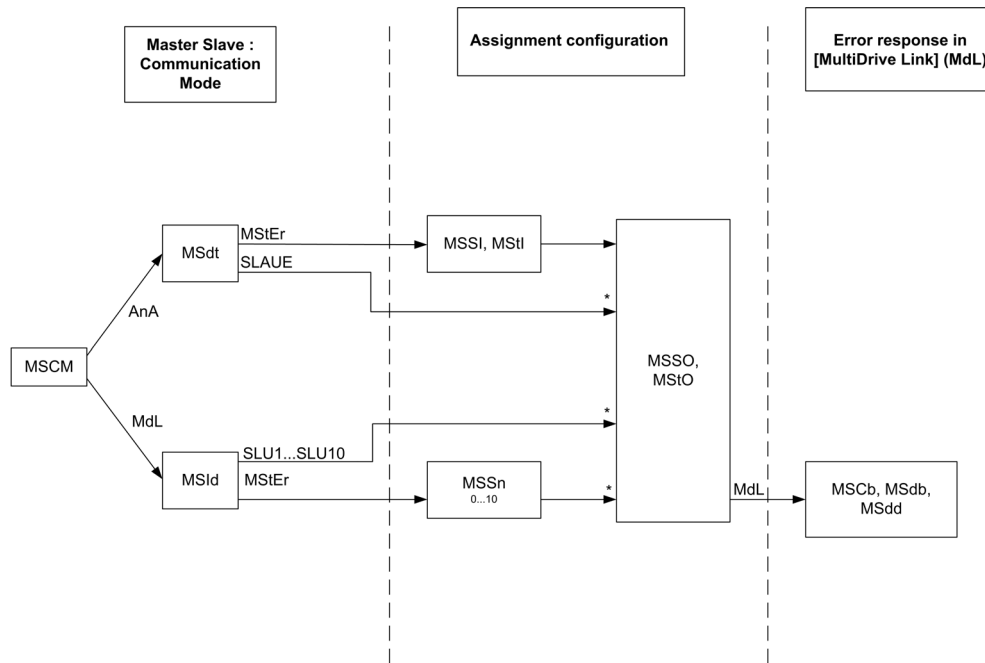 Master Slave :
Communication
Mode
Assignment configuration
Error response in
[MultiDrive Link] (MdL)
MSCM
AnA
MdL
MSdt
MStEr
SLAUE
MSSI, MStI
*
MSId
SLU1...SLU10
MStEr
*
MSSn
0...10
*
MSSO,
MStO
MdL
MSCb, MSdb,
MSdd